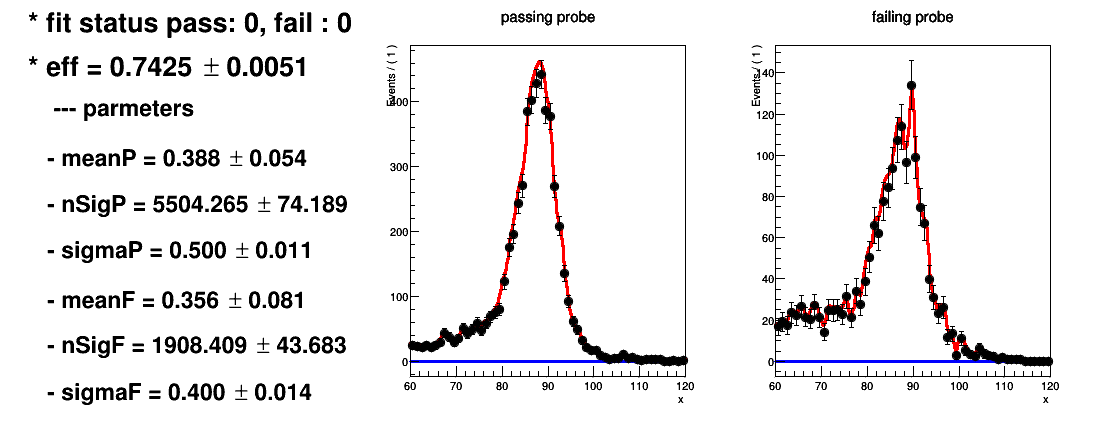 * fit status pass: 0, fail : 0
* eff = 0.7425 ± 0.0051
--- parmeters
- meanP = 0.388 ± 0.054
- nSigP = 5504.265 ± 74.189
- sigmaP = 0.500 ± 0.011
- meanF = 0.356 ± 0.081
- nSigF = 1908.409 ± 43.683
- sigmaF = 0.400 ± 0.014
passing probe
Events / ( 1 )
400
300
200
100
0
60 70 80 90 100 110 120
x
failing probe
Events / ( 1 )
140
120
100
80
60
40
20
0
60 70 80 90 100 110 120
x